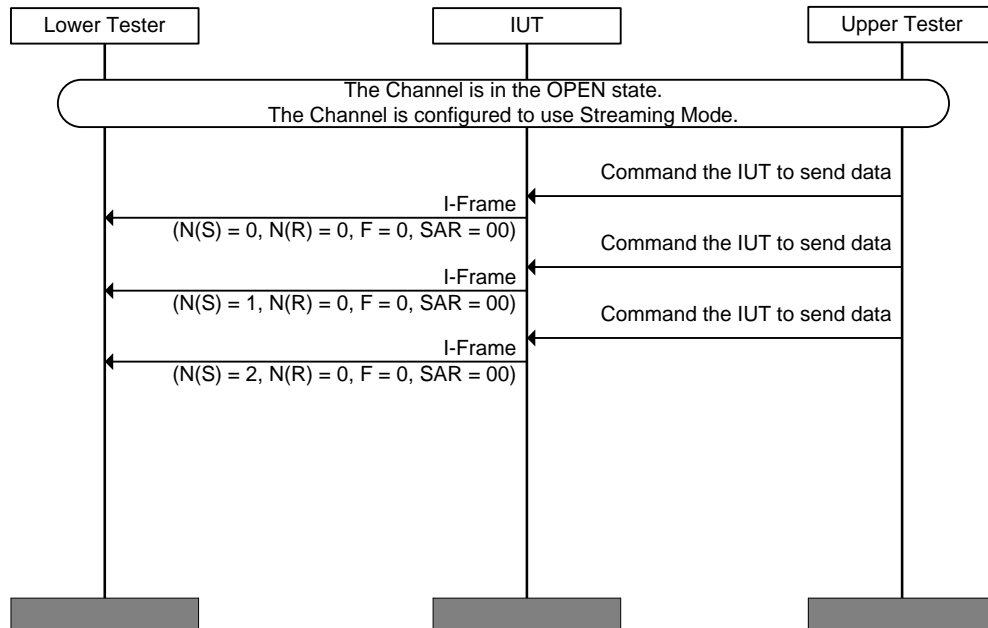 Lower Tester
IUT
Upper Tester
The Channel is in the OPEN state.
The Channel is configured to use Streaming Mode.
Command the IUT to send data
I-Frame
(N(S) = 0, N(R) = 0, F = 0, SAR = 00)
Command the IUT to send data
I-Frame
(N(S) = 1, N(R) = 0, F = 0, SAR = 00)
Command the IUT to send data
I-Frame
(N(S) = 2, N(R) = 0, F = 0, SAR = 00)